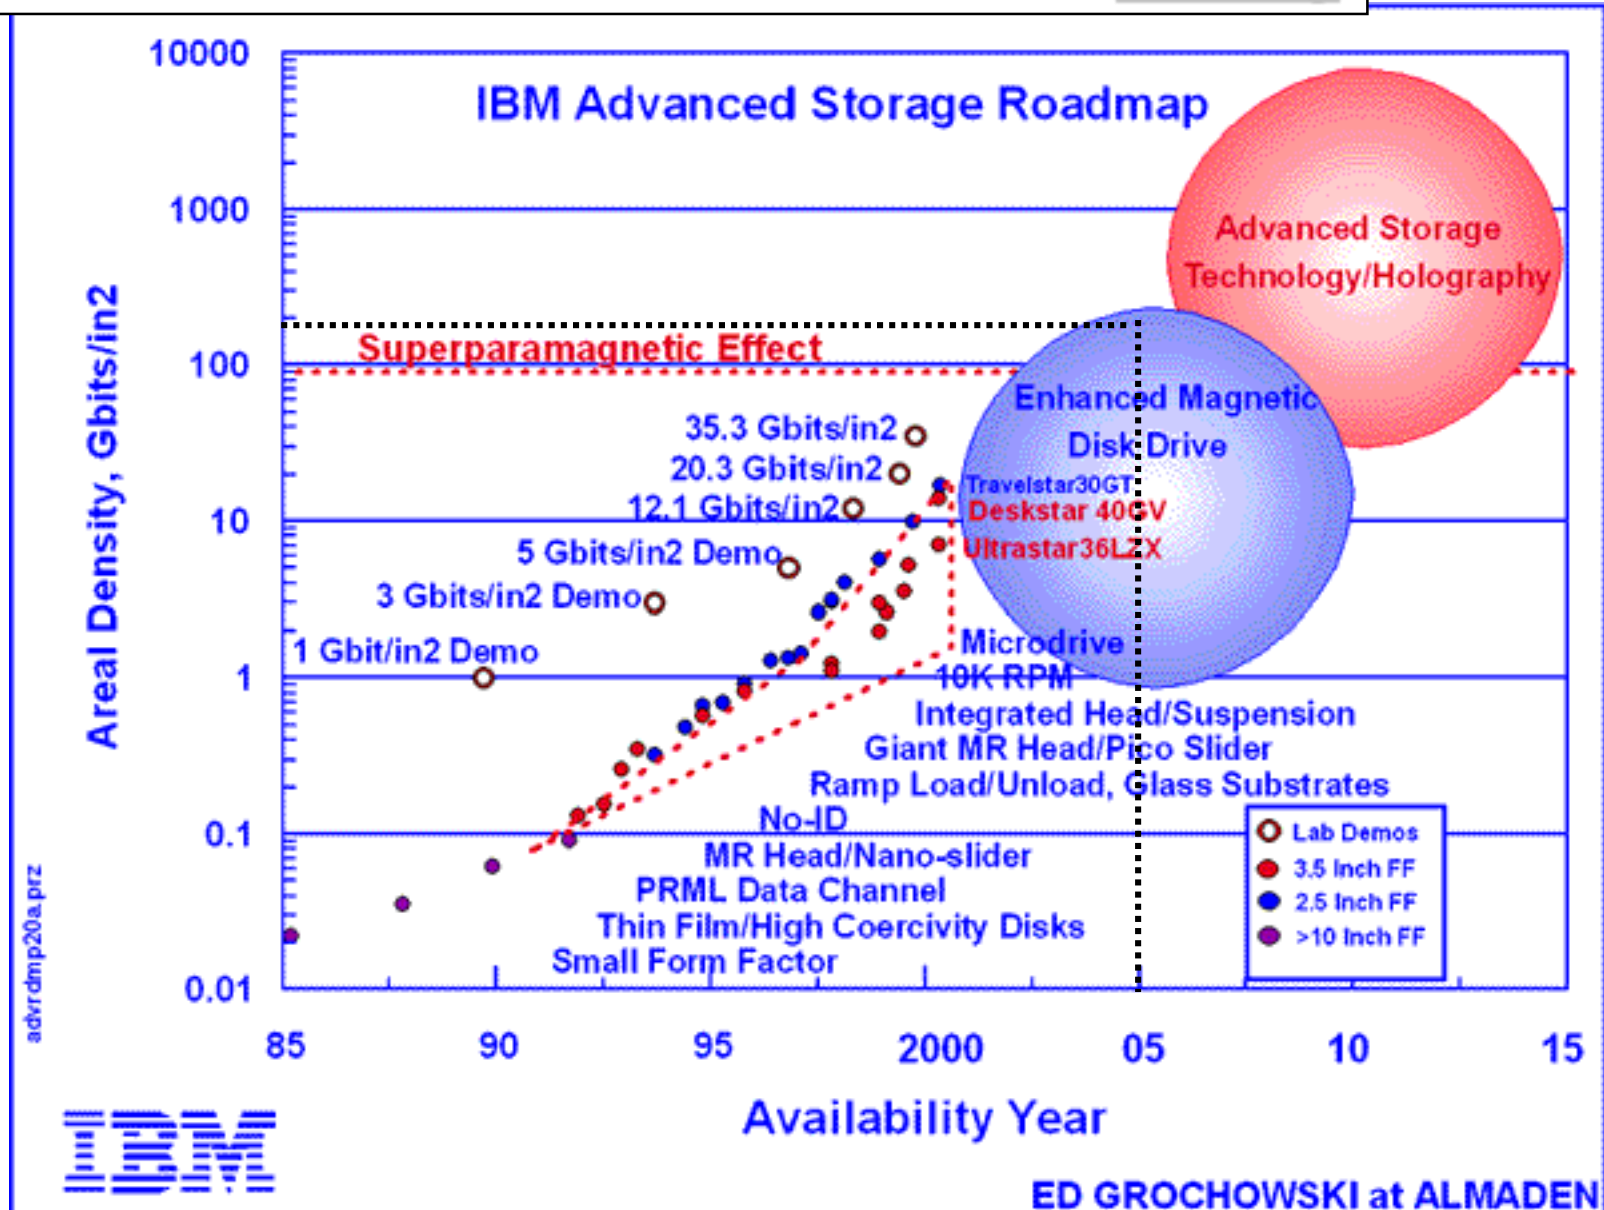 10000
IBM Advanced Storage Roadmap
1000
Advanced Storage
Technology/Holography
Superparamagnetic Effect
100
Enhanced Magnetic
Disk Drive
35.3 Gbits/in2
20.3 Gbits/in2
Travelstar30GT
12.1 Gbits/in2
Deskstar 40GV
10
5 Gbits/in2 Demo
Ultrastar36LZX
3 Gbits/in2 Demo
1 Gbit/in2 Demo
Microdrive
1
10K RPM
Integrated Head/Suspension
Giant MR Head/Pico Slider
Ramp Load/Unload, Glass Substrates
No-ID
0.1
MR Head/Nano-slider
PRML Data Channel
Thin Film/High Coercivity Disks
Small Form Factor
0.01
Lab Demos
3.5 Inch FF
2.5 Inch FF
>10 Inch FF
Areal Density, Gbits/in2
advrdmp20a.prz
85 90 95 2000 05 10 15
Availability Year
IBM
ED GROCHOWSKI at ALMADEN